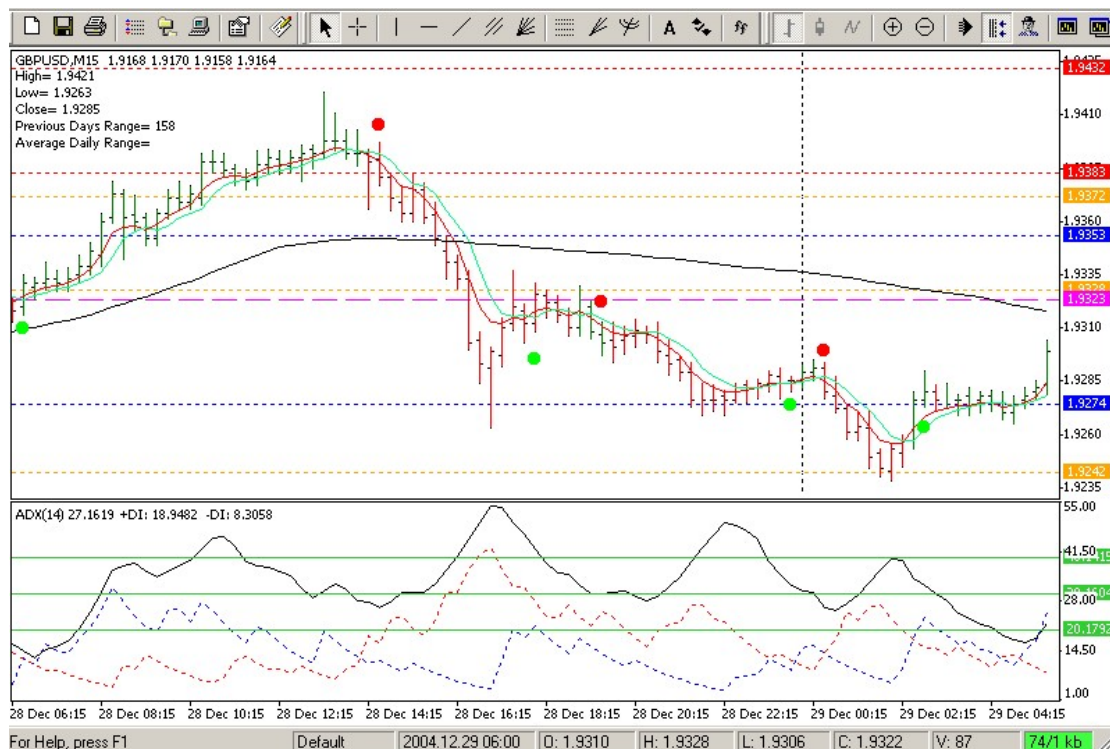 GBPUSD,M15 1.9168 1.9170 1.9158 1.9164
High= 1.9421
Low= 1.9263
Close= 1.9285
Previous Days Range= 158
Average Daily Range=
1.9432
1.9410
1.9383
1.9372
1.9360
1.9353
1.9335
1.9328
1.9323
1.9310
1.9285
1.9274
1.9260
1.9242
1.9235
ADX(14) 27.1619 +DI: 18.9482 -DI: 8.3058
55.00
41.50
28.00
20.1792
14.50
1.00
28 Dec 06:15 28 Dec 08:15 28 Dec 10:15 28 Dec 12:15 28 Dec 14:15 28 Dec 16:15 28 Dec 18:15 28 Dec 20:15 28 Dec 22:15 29 Dec 00:15 29 Dec 02:15 29 Dec 04:15
For Help, press F1 Default 2004.12.29 06:00 O: 1.9310 H: 1.9328 L: 1.9306 C: 1.9322 V: 87 74/1 kb